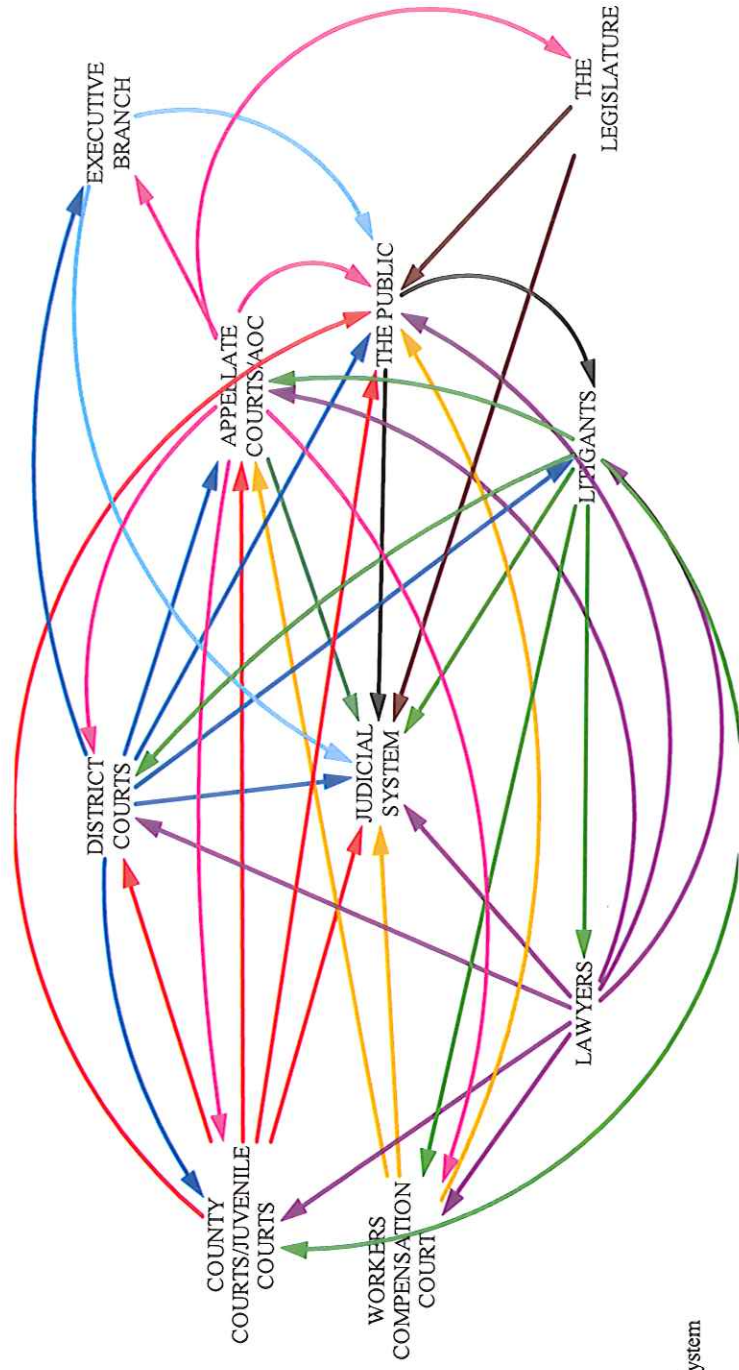 EXECUTIVE
BRANCH
THE
LEGISLATURE
APPELLATE
COURTS/AOC
THE PUBLIC
LITIGANTS
DISTRICT
COURTS
JUDICIAL
SYSTEM
LAWYERS
COUNTY
COURTS/JUVENILE
COURTS
WORKERS
COMPENSATION
COURT
ystem